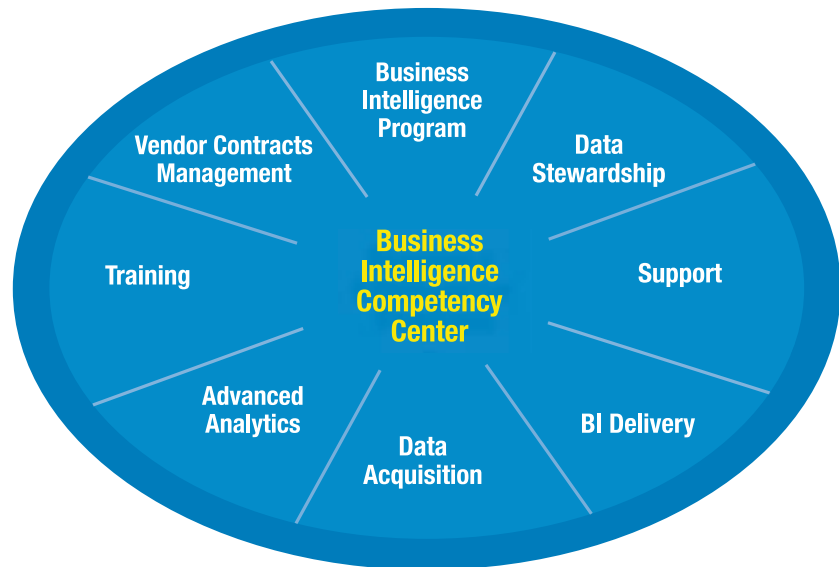 Business
Intelligence
Program
Data
Stewardship
Support
BI Delivery
Data
Acquisition
Advanced
Analytics
Training
Vendor Contracts
Management
Business
Intelligence
Competency
Center